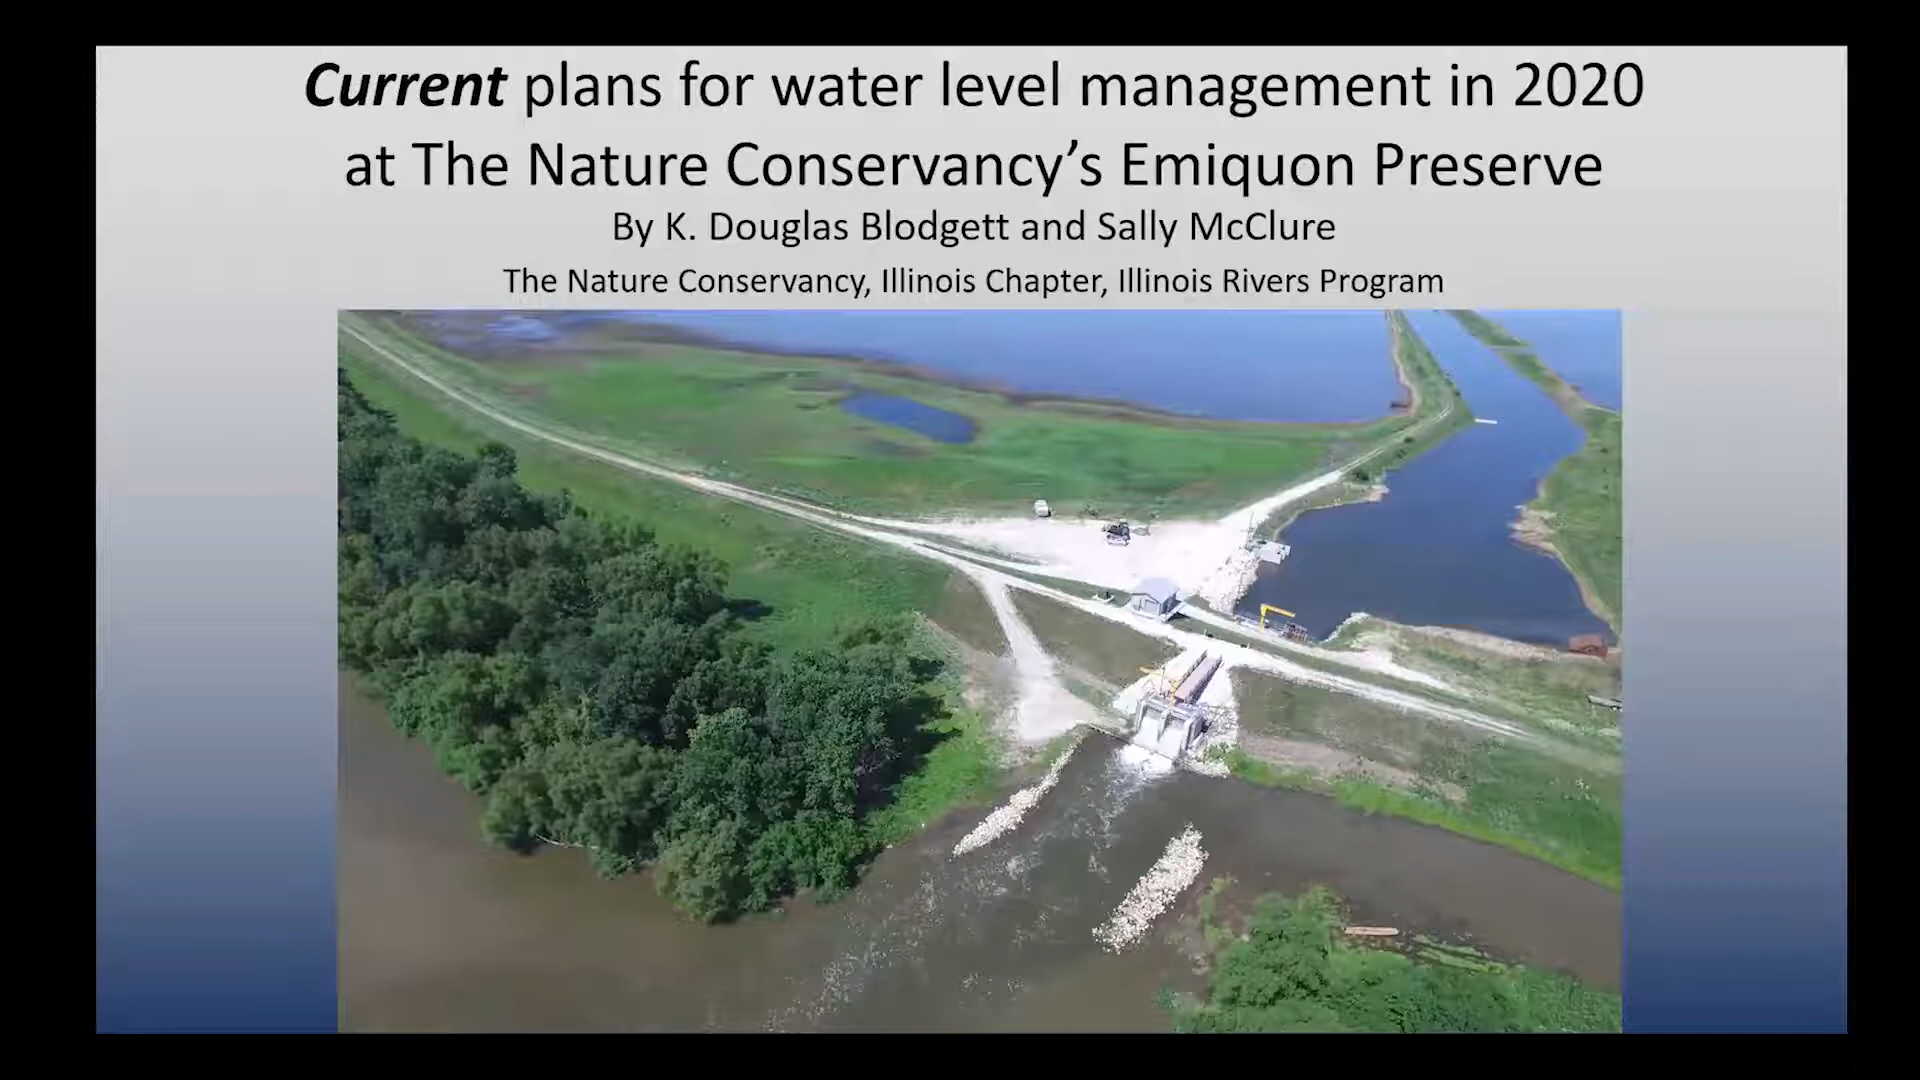 Current plans for water level management in 2020
at The Nature Conservancy’s Emiquon Preserve
By K. Douglas Blodgett and Sally McClure
The Nature Conservancy, Illinois Chapter, Illinois Rivers Program